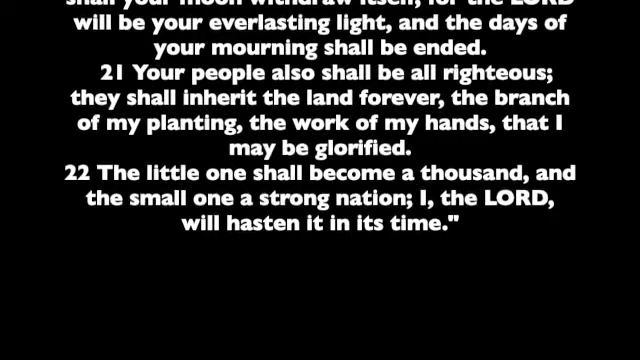 shall your moon withdraw itself; for the LORD
will be your everlasting light, and the days of
your mourning shall be ended.
21 Your people also shall be all righteous;
they shall inherit the land forever, the branch
of my planting, the work of my hands, that I
may be glorified.
22 The little one shall become a thousand, and
the small one a strong nation; I, the LORD,
will hasten it in its time."